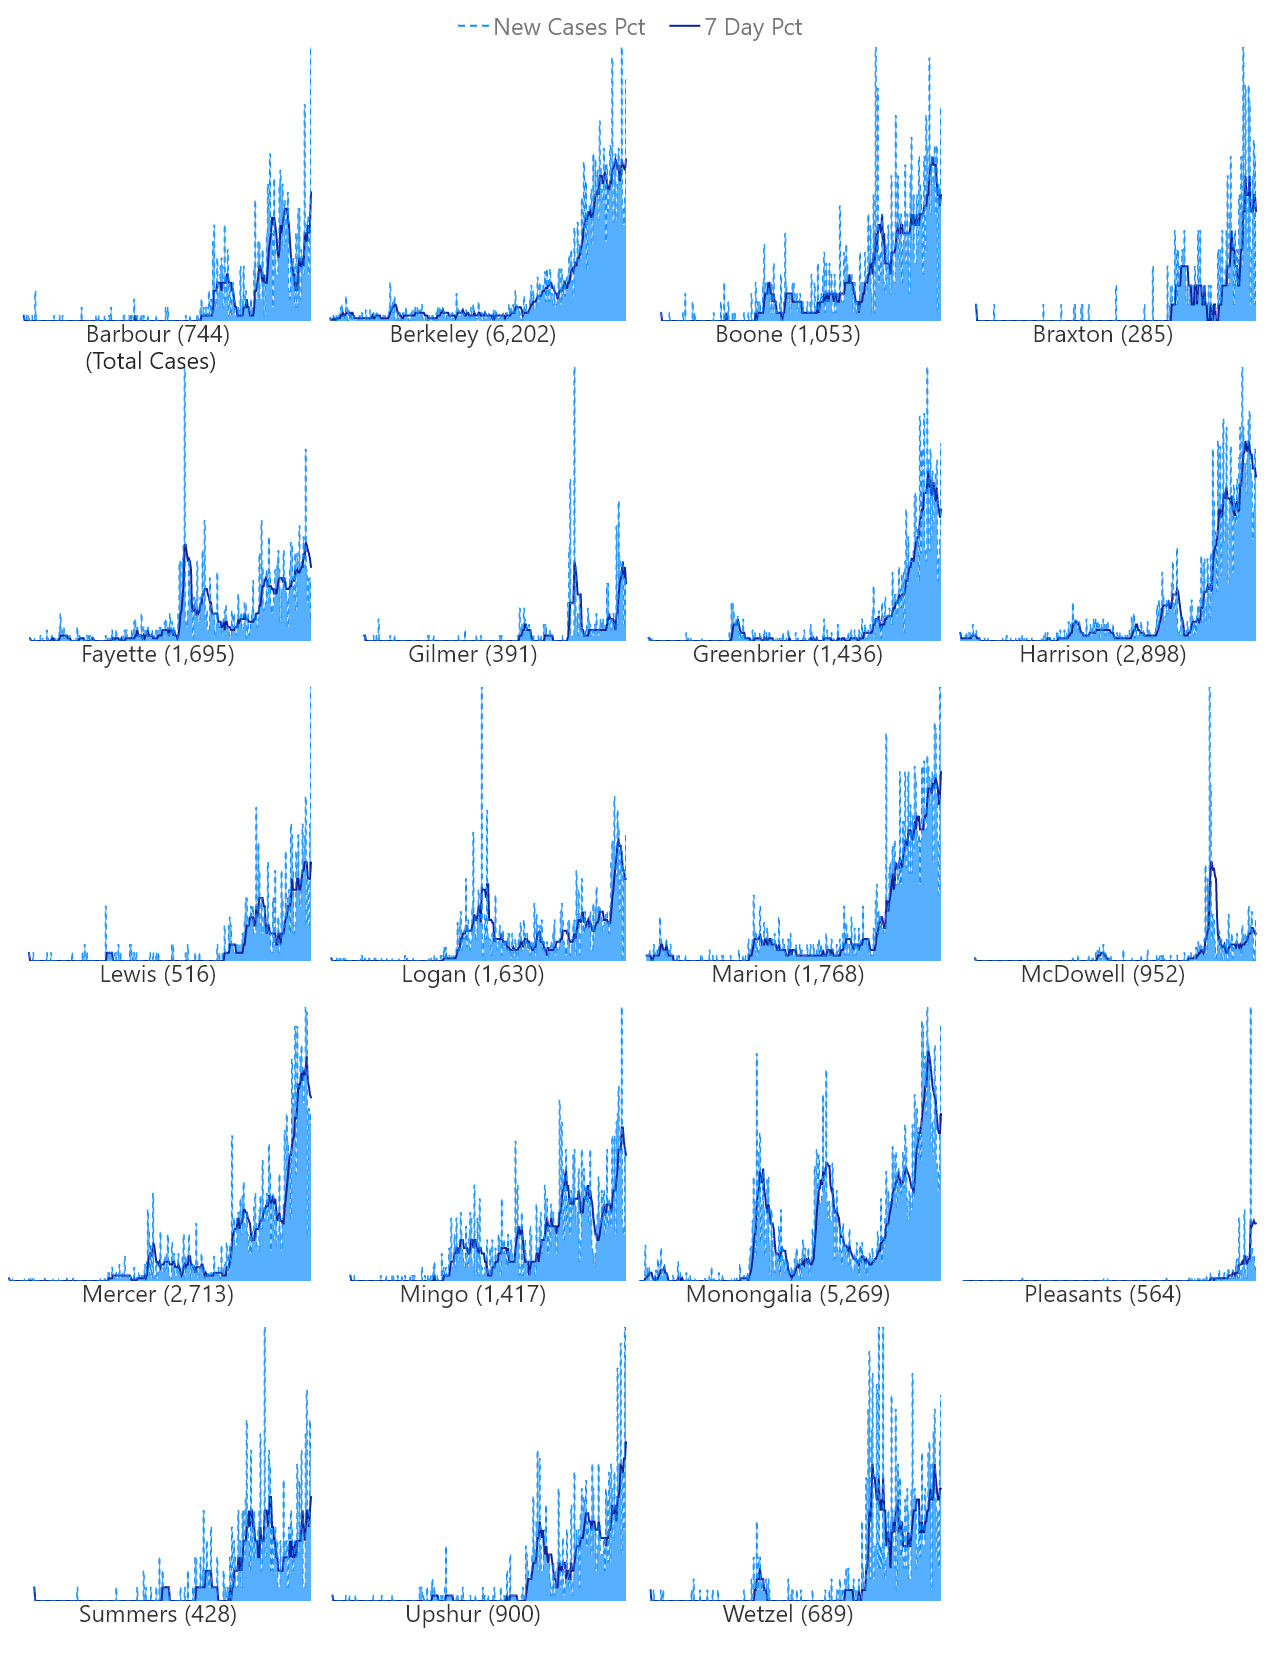 New Cases Pct 7 Day Pct
Barbour (744) Berkeley (6,202) Boone (1,053) Braxton (285)
(Total Cases)
Fayette (1,695) Gilmer (391) Greenbrier (1,436) Harrison (2,898)
Lewis (516) Logan (1,630) Marion (1,768) McDowell (952)
Mercer (2,713) Mingo (1,417) Monongalia (5,269) Pleasants (564)
Summers (428) Upshur (900) Wetzel (689)